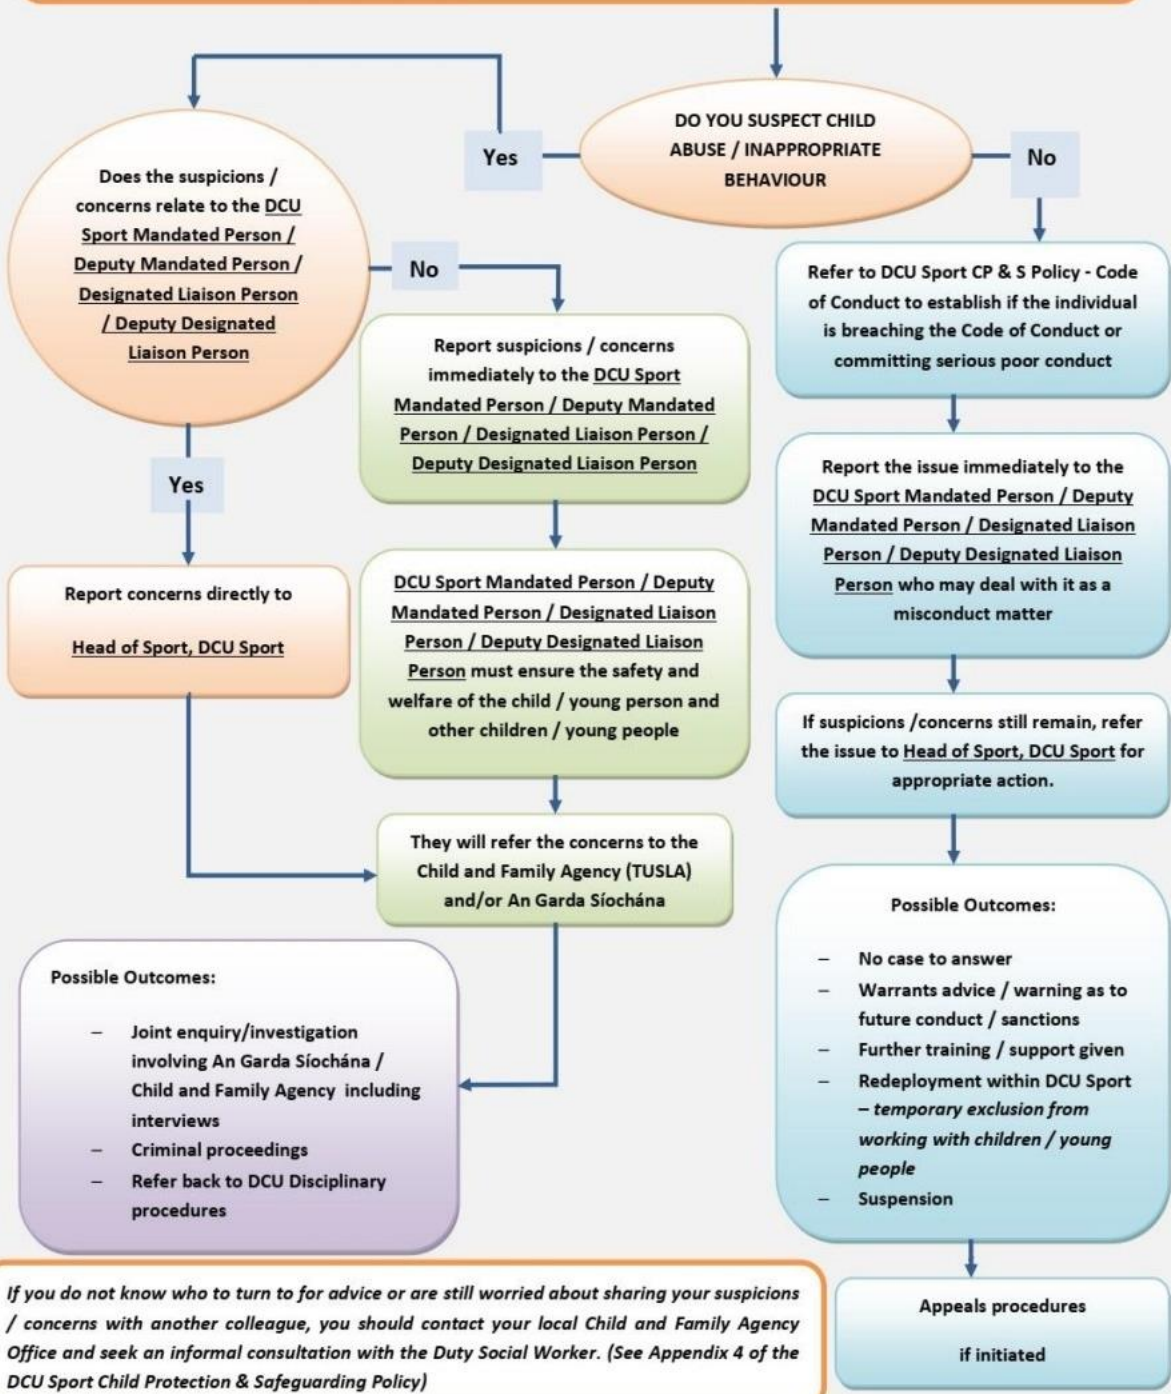 DO YOU SUSPECT CHILD
ABUSE / INAPPROPRIATE
BEHAVIOUR
Yes
No
Does the suspicions /
concerns relate to the DCU
Sport Mandated Person /
Deputy Mandated Person /
Designated Liaison Person
/ Deputy Designated
Liaison Person
No
Yes
Report concerns directly to
Head of Sport, DCU Sport
Report suspicions / concerns
immediately to the DCU Sport
Mandated Person / Deputy Mandated
Person / Designated Liaison Person /
Deputy Designated Liaison Person
DCU Sport Mandated Person / Deputy
Mandated Person / Designated Liaison
Person / Deputy Designated Liaison
Person must ensure the safety and
welfare of the child / young person and
other children / young people
They will refer the concerns to the
Child and Family Agency (TUSLA)
and/or An Garda Síochána
Possible Outcomes:
– Joint enquiry/investigation
involving An Garda Síochána /
Child and Family Agency including
interviews
– Criminal proceedings
– Refer back to DCU Disciplinary
procedures
Refer to DCU Sport CP & S Policy - Code
of Conduct to establish if the individual
is breaching the Code of Conduct or
committing serious poor conduct
Report the issue immediately to the
DCU Sport Mandated Person / Deputy
Mandated Person / Designated Liaison
Person / Deputy Designated Liaison
Person who may deal with it as a
misconduct matter
If suspicions /concerns still remain, refer
the issue to Head of Sport, DCU Sport for
appropriate action.
Possible Outcomes:
– No case to answer
– Warrants advice / warning as to
future conduct / sanctions
– Further training / support given
– Redeployment within DCU Sport
– temporary exclusion from
working with children / young
people
– Suspension
Appeals procedures
if initiated
If you do not know who to turn to for advice or are still worried about sharing your suspicions
/ concerns with another colleague, you should contact your local Child and Family Agency
Office and seek an informal consultation with the Duty Social Worker. (See Appendix 4 of the
DCU Sport Child Protection & Safeguarding Policy)